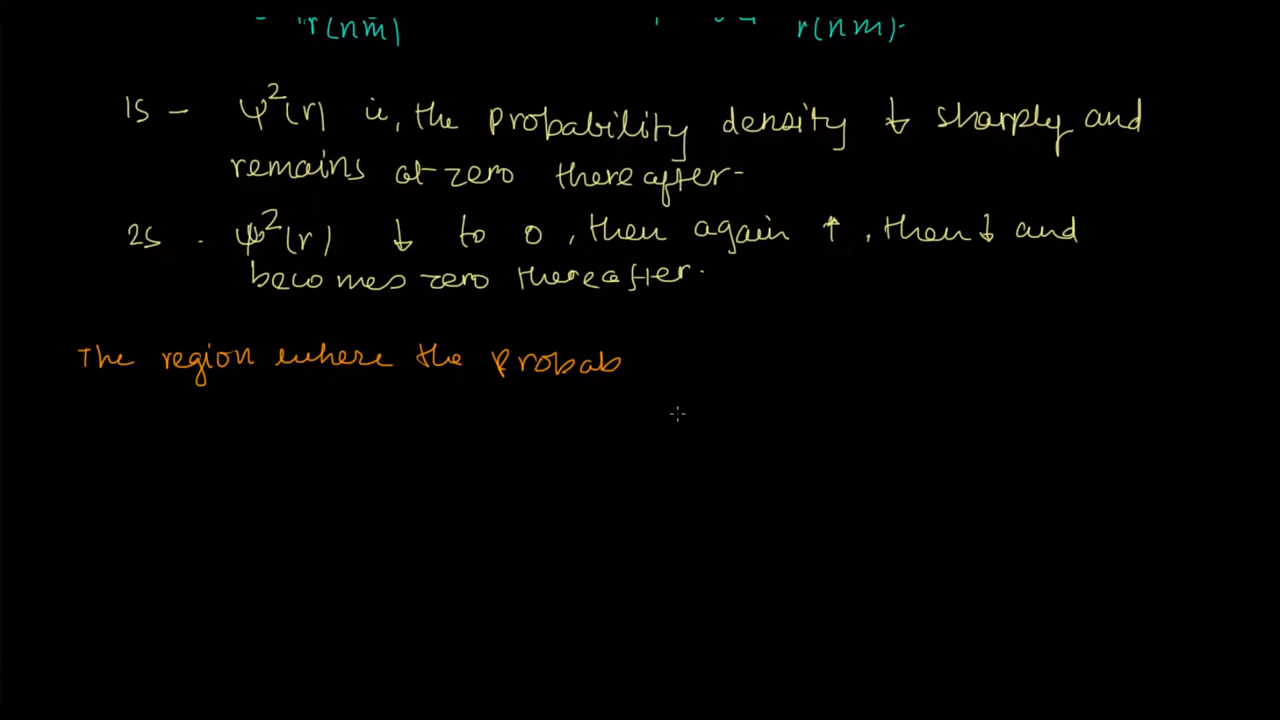 r(nm) r(nm).
1S - ψ²(r) ie, the probability density ↓ sharply and
remains at zero thereafter.
2S . ψ²(r) ↓ to 0, then again ↑, then ↓ and
becomes zero thereafter.
The region where the probab